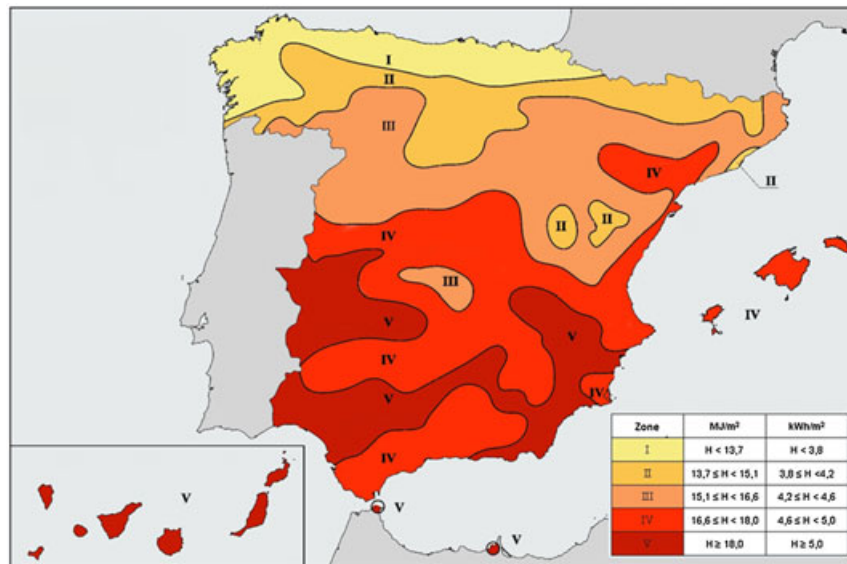 I
II
III
IV
II
II
II
IV
III
IV
V
V
IV
IV
V
IV
V
V
V
Zone MJ/m² kWh/m²
I H < 13,7 H < 3,8
II 13,7 ≤ H < 15,1 3,8 ≤ H <4,2
III 15,1 ≤ H < 16,6 4,2 ≤ H < 4,6
IV 16,6 ≤ H < 18,0 4,6 ≤ H < 5,0
V H ≥ 18,0 H ≥ 5,0